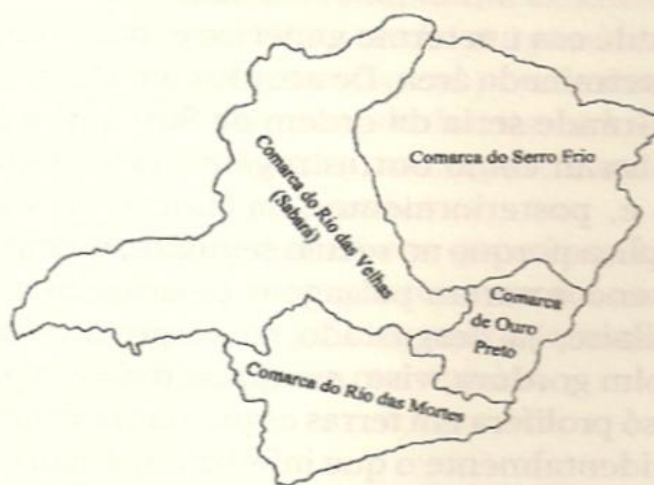 Comarca do Serro Frio
Comarca do Rio das Velhas
(Sabará)
Comarca
de Ouro
Preto
Comarca do Rio das Mortes